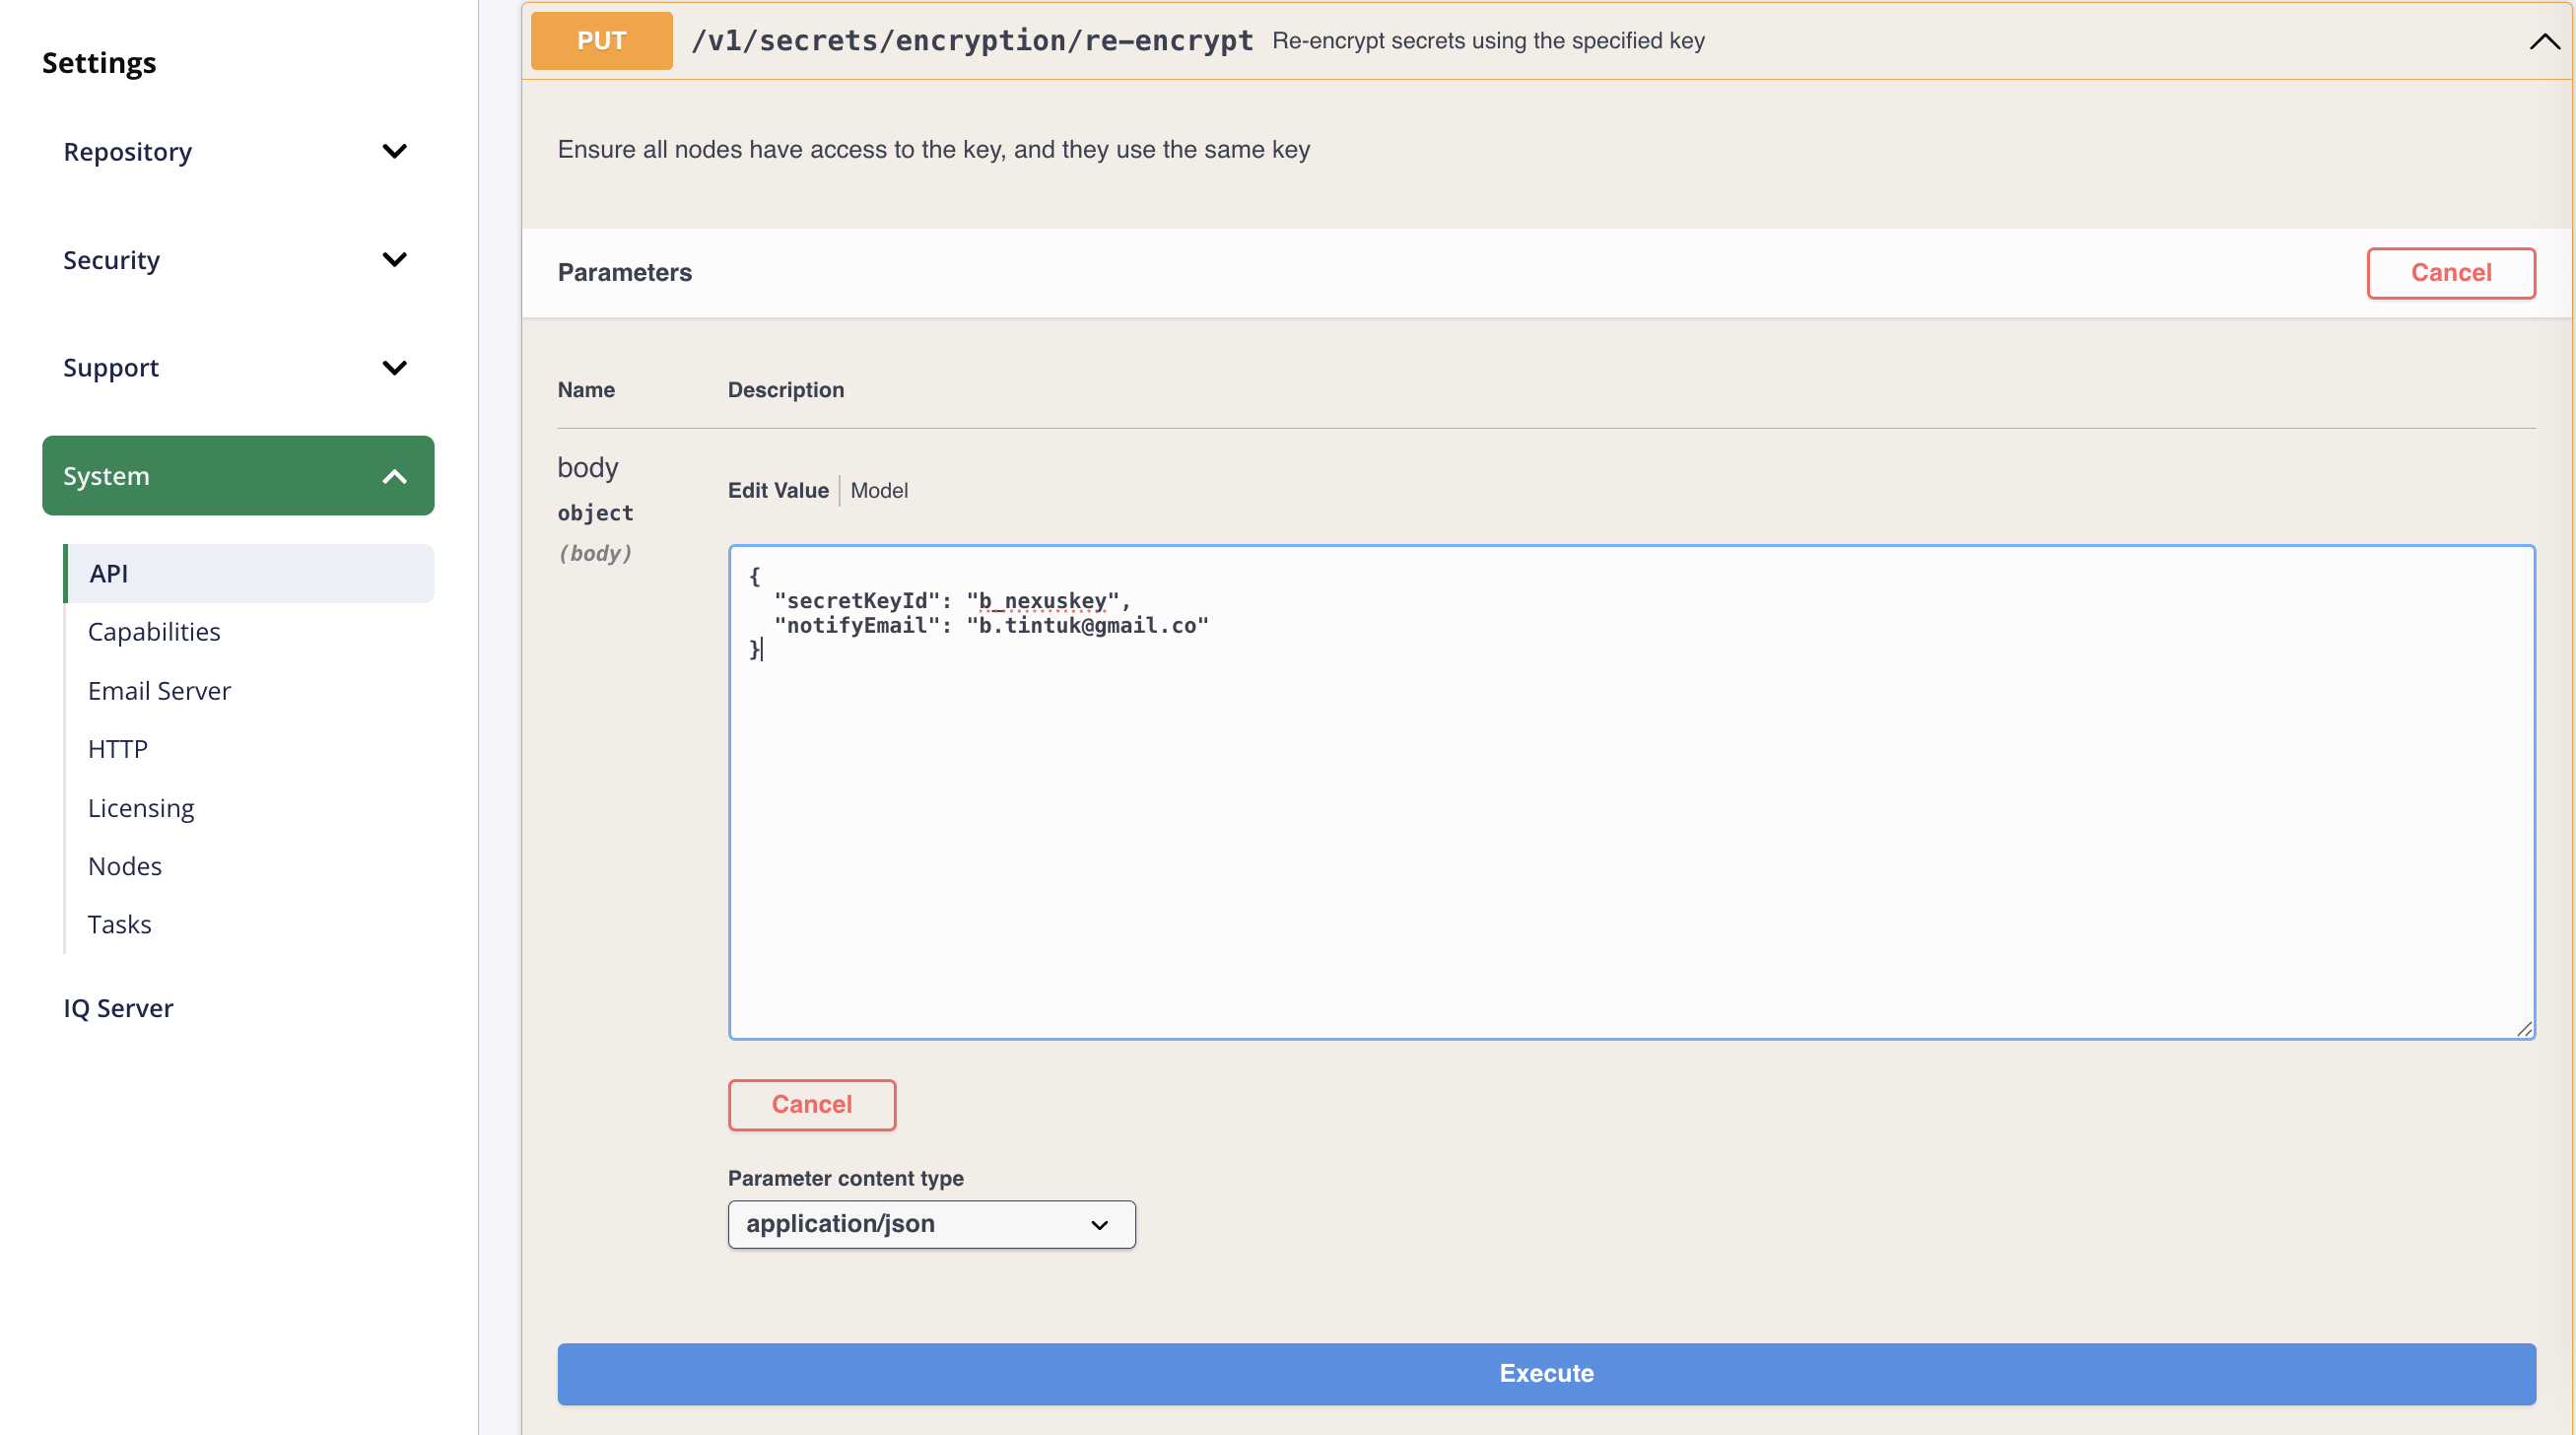 Settings
Repository
Security
Support
System
API
Capabilities
Email Server
HTTP
Licensing
Nodes
Tasks
IQ Server
PUT /v1/secrets/encryption/re-encrypt Re-encrypt secrets using the specified key
Ensure all nodes have access to the key, and they use the same key
Parameters Cancel
Name Description
body
object
(body)
Edit Value Model
{
"secretKeyId": "b_nexuskey",
"notifyEmail": "b.tintuk@gmail.co"
}
Cancel
Parameter content type
application/json
Execute